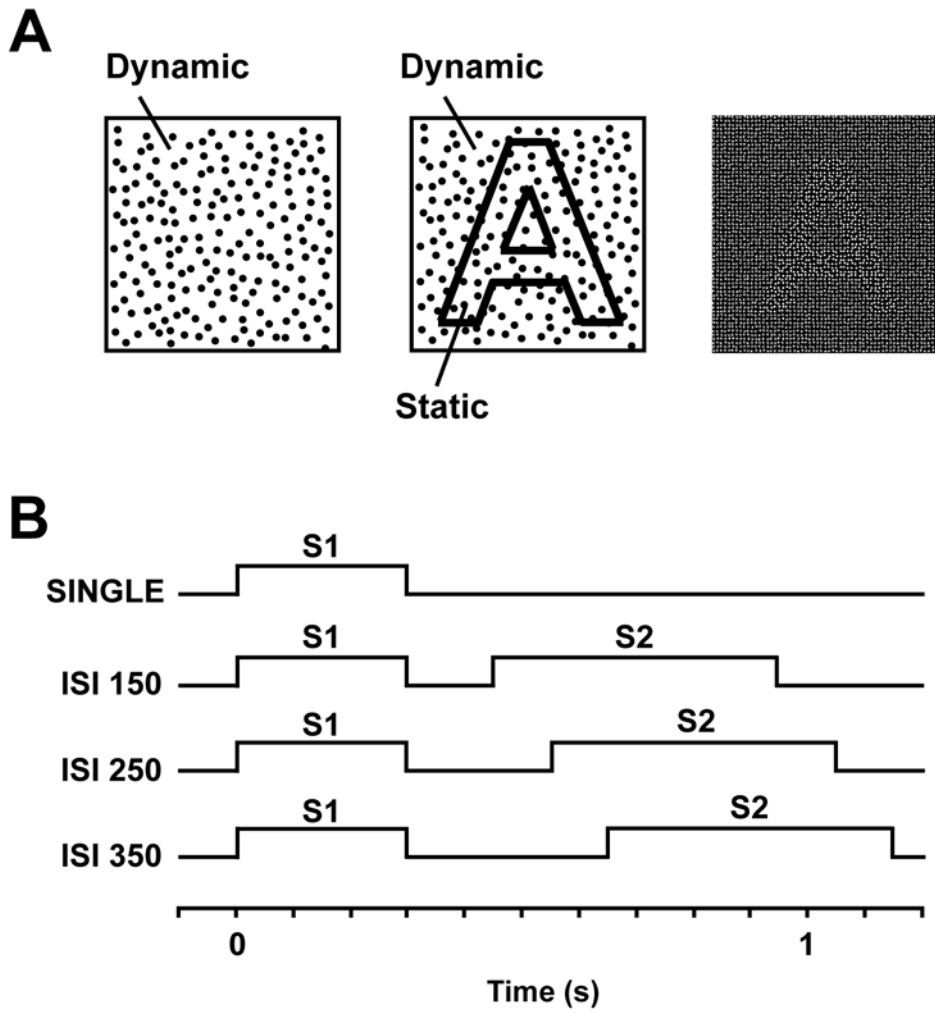 A
Dynamic
Dynamic
Static
B
S1
SINGLE
S1
S2
ISI 150
S1
S2
ISI 250
S1
S2
ISI 350
0
1
Time (s)